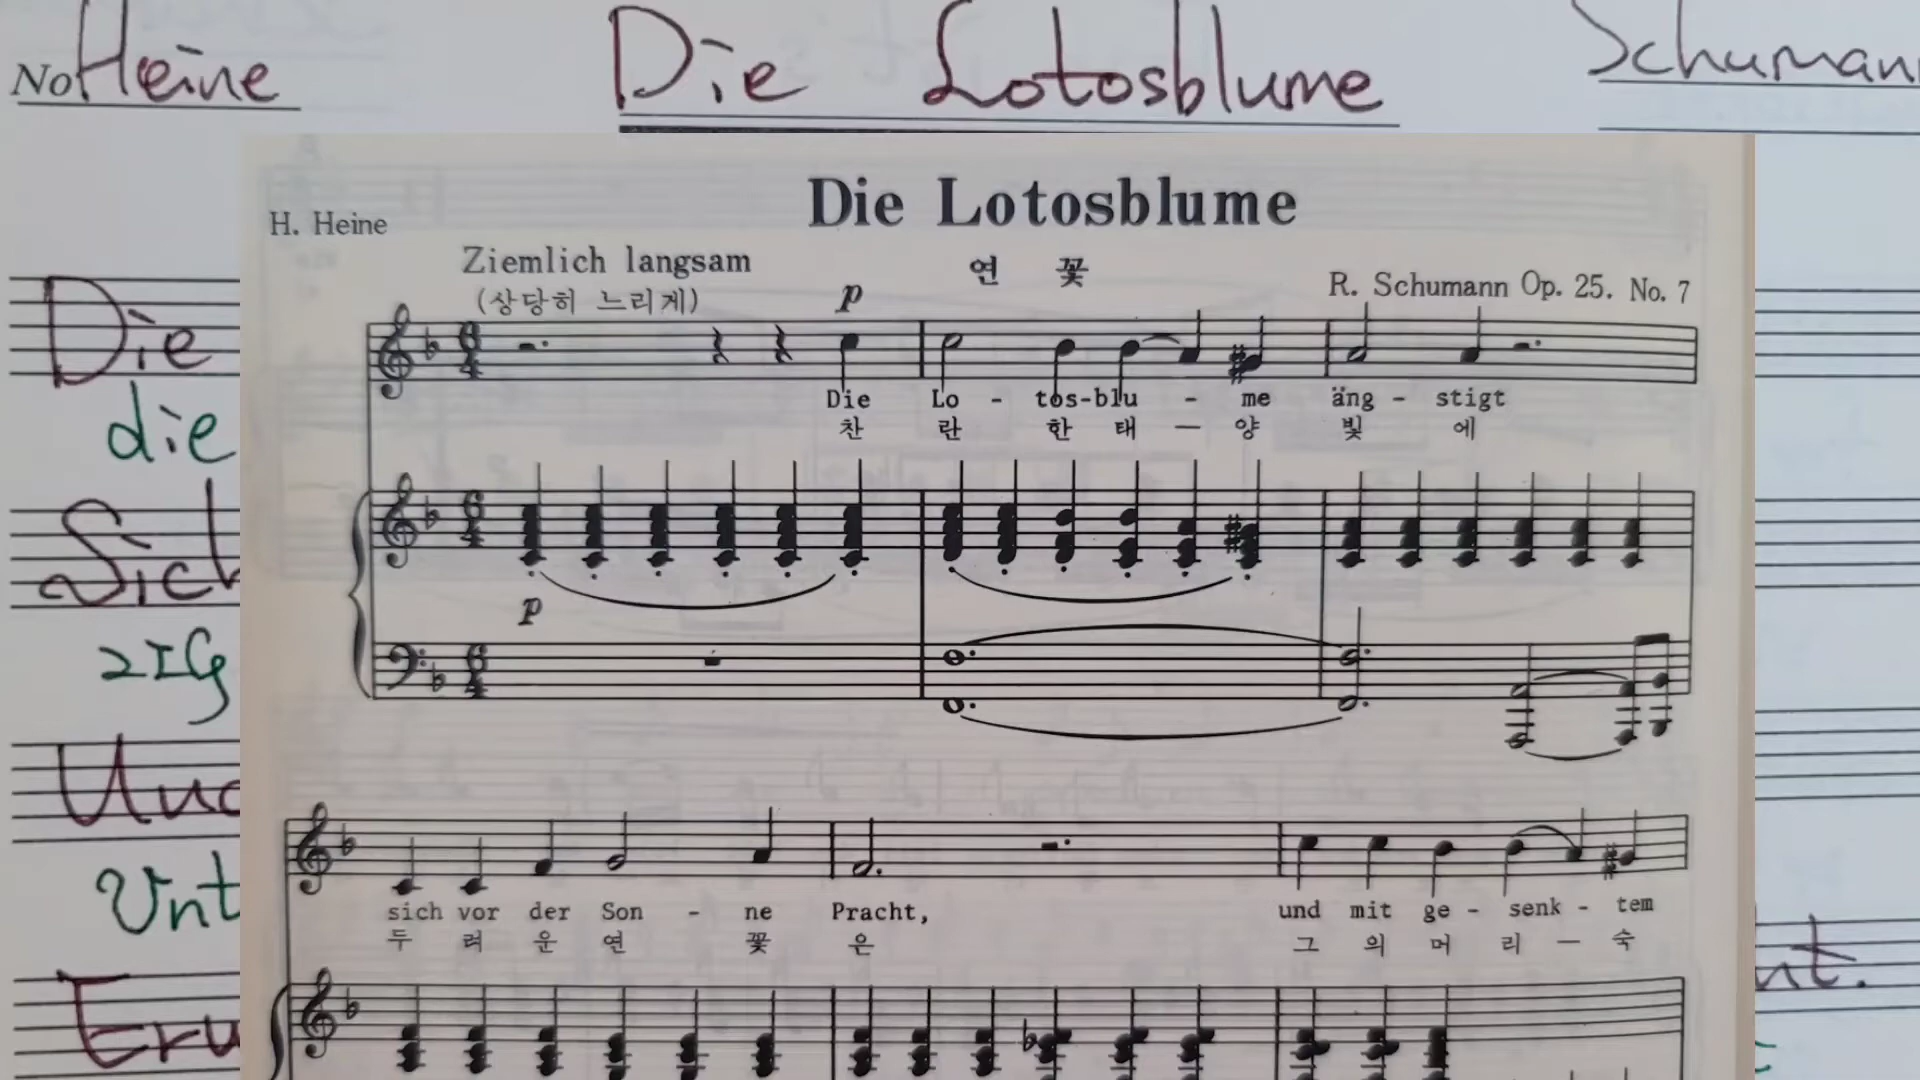 No Heine Die Lotosblume Schumann
Die Lotosblume
H. Heine
Ziemlich langsam
연 꽃
(상당히 느리게)
R. Schumann Op. 25. No. 7
p
Die Lo - tos-blu - me äng - stigt
찬 란 한 태 — 양 빛 에
p
sich vor der Son - ne Pracht, und mit ge - senk - tem
두 려 운 연 꽃 은 그 의 머 리 — 숙
Die
die